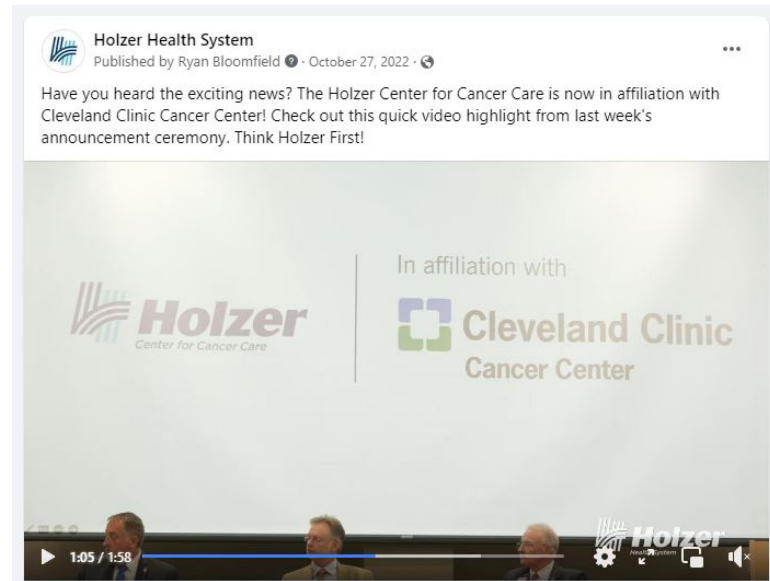 Holzer Health System
Published by Ryan Bloomfield · October 27, 2022 ·
Have you heard the exciting news? The Holzer Center for Cancer Care is now in affiliation with
Cleveland Clinic Cancer Center! Check out this quick video highlight from last week's
announcement ceremony. Think Holzer First!
In affiliation with
Holzer
Center for Cancer Care
Cleveland Clinic
Cancer Center
Holzer
Health System
1:05 / 1:58